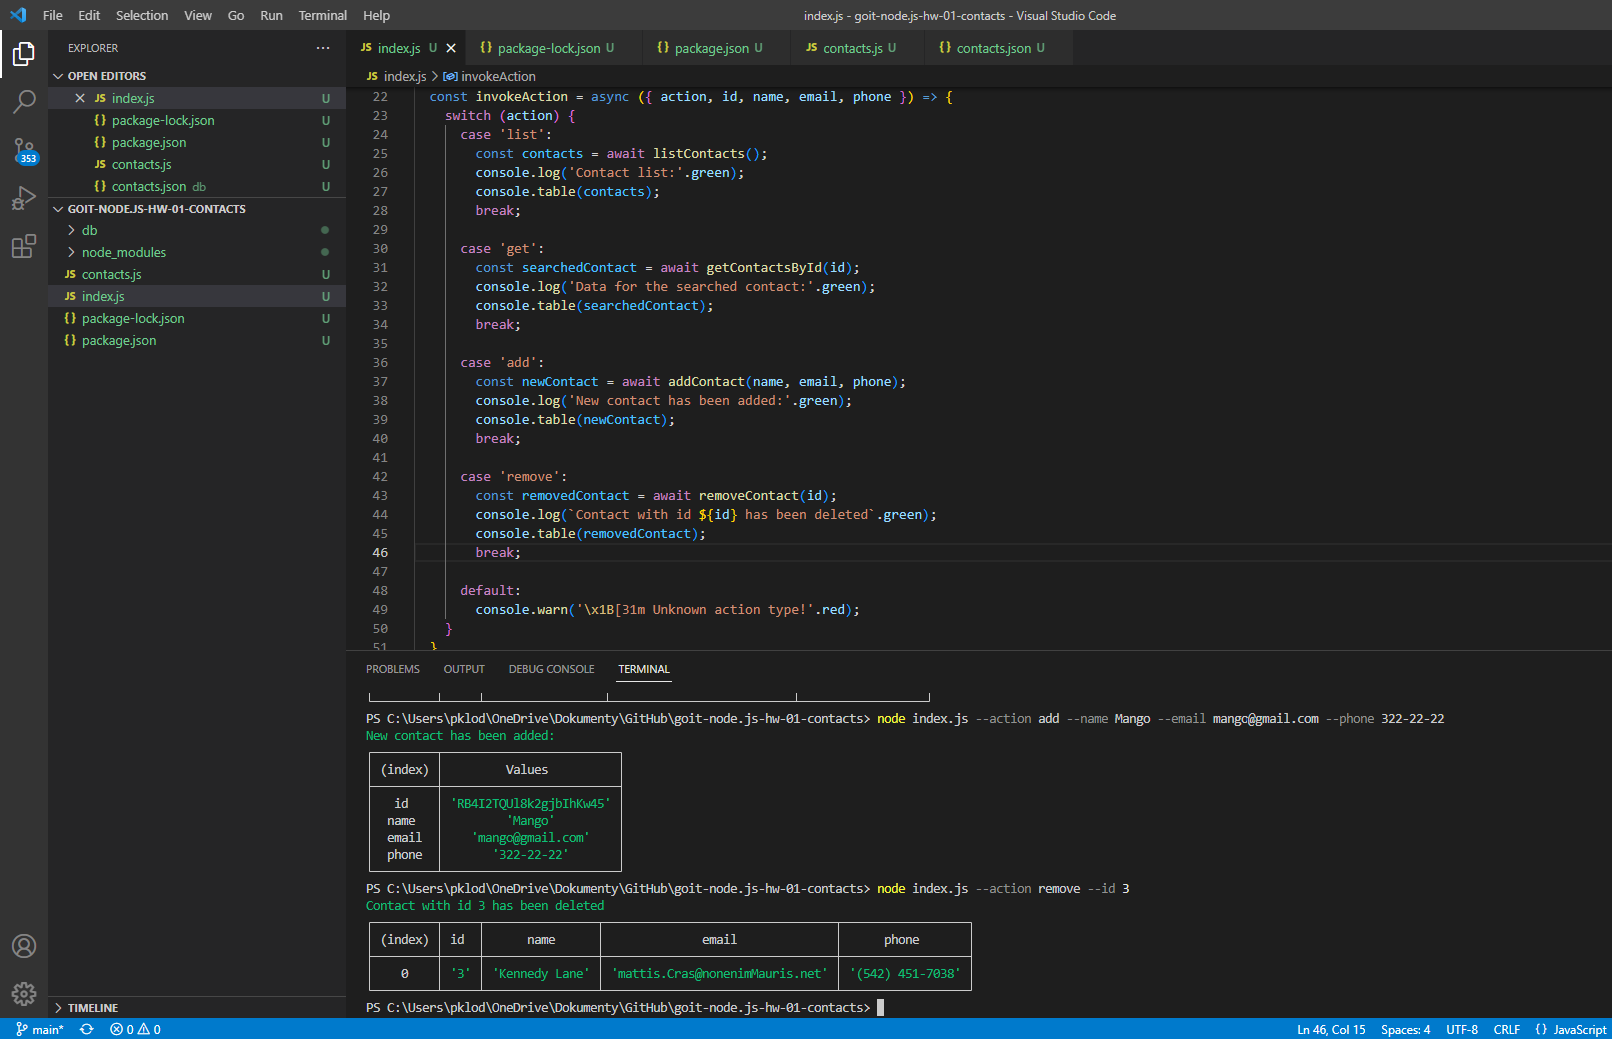 File Edit Selection View Go Run Terminal Help
index.js - goit-node.js-hw-01-contacts - Visual Studio Code
EXPLORER ···
OPEN EDITORS
JS index.js U
{} package-lock.json U
{} package.json U
JS contacts.js U
{} contacts.json db U
353
GOIT-NODE.JS-HW-01-CONTACTS
db
node_modules
JS contacts.js U
JS index.js U
{} package-lock.json U
{} package.json U
TIMELINE
JS index.js U {} package-lock.json U {} package.json U JS contacts.js U {} contacts.json U
JS index.js > invokeAction
22 const invokeAction = async ({ action, id, name, email, phone }) => {
23 switch (action) {
24 case 'list':
25 const contacts = await listContacts();
26 console.log('Contact list:'.green);
27 console.table(contacts);
28 break;
29
30 case 'get':
31 const searchedContact = await getContactsById(id);
32 console.log('Data for the searched contact:'.green);
33 console.table(searchedContact);
34 break;
35
36 case 'add':
37 const newContact = await addContact(name, email, phone);
38 console.log('New contact has been added:'.green);
39 console.table(newContact);
40 break;
41
42 case 'remove':
43 const removedContact = await removeContact(id);
44 console.log(`Contact with id ${id} has been deleted`.green);
45 console.table(removedContact);
46 break;
47
48 default:
49 console.warn('\x1B[31m Unknown action type!'.red);
50 }
51 }
PROBLEMS OUTPUT DEBUG CONSOLE TERMINAL
PS C:\Users\pklod\OneDrive\Dokumenty\GitHub\goit-node.js-hw-01-contacts> node index.js --action add --name Mango --email mango@gmail.com --phone 322-22-22
New contact has been added:
(index) Values
id 'RB4I2TQUl8k2gjbIhKw45'
name 'Mango'
email 'mango@gmail.com'
phone '322-22-22'
PS C:\Users\pklod\OneDrive\Dokumenty\GitHub\goit-node.js-hw-01-contacts> node index.js --action remove --id 3
Contact with id 3 has been deleted
(index) id name email phone
0 '3' 'Kennedy Lane' 'mattis.Cras@nonenimMauris.net' '(542) 451-7038'
PS C:\Users\pklod\OneDrive\Dokumenty\GitHub\goit-node.js-hw-01-contacts>
main* 0 0 Ln 46, Col 15 Spaces: 4 UTF-8 CRLF {} JavaScript